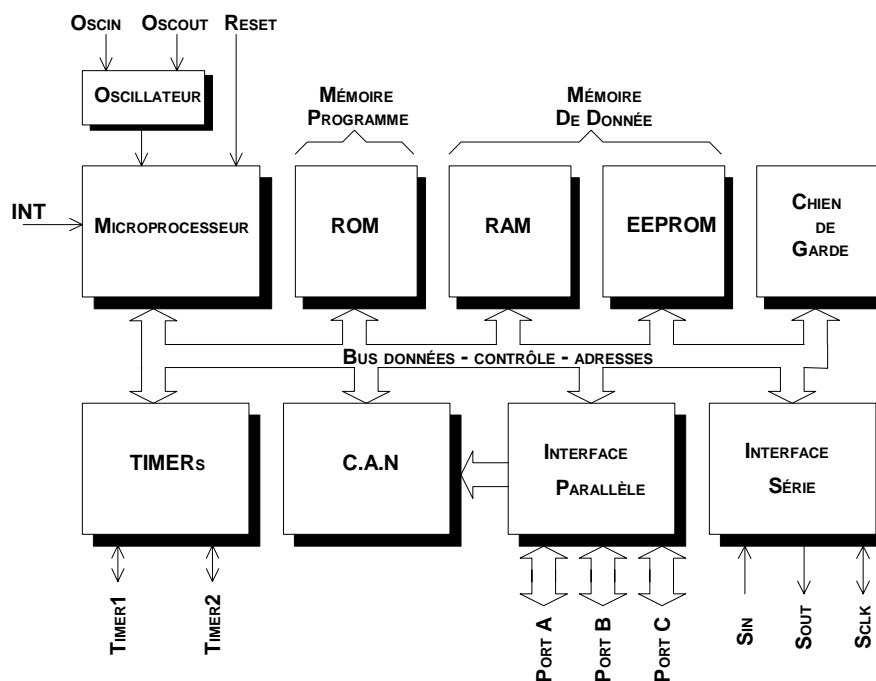 OSCIN OSCOUT RESET
OSCILLATEUR
MÉMOIRE
PROGRAMME
MÉMOIRE
DE DONNÉE
INT
MICROPROCESSEUR
ROM
RAM
EEPROM
CHIEN
DE
GARDE
BUS DONNÉES - CONTRÔLE - ADRESSES
TIMERS
C.A.N
INTERFACE
PARALLÈLE
INTERFACE
SÉRIE
TIMER1
TIMER2
PORT A
PORT B
PORT C
SIN
SOUT
SCLK